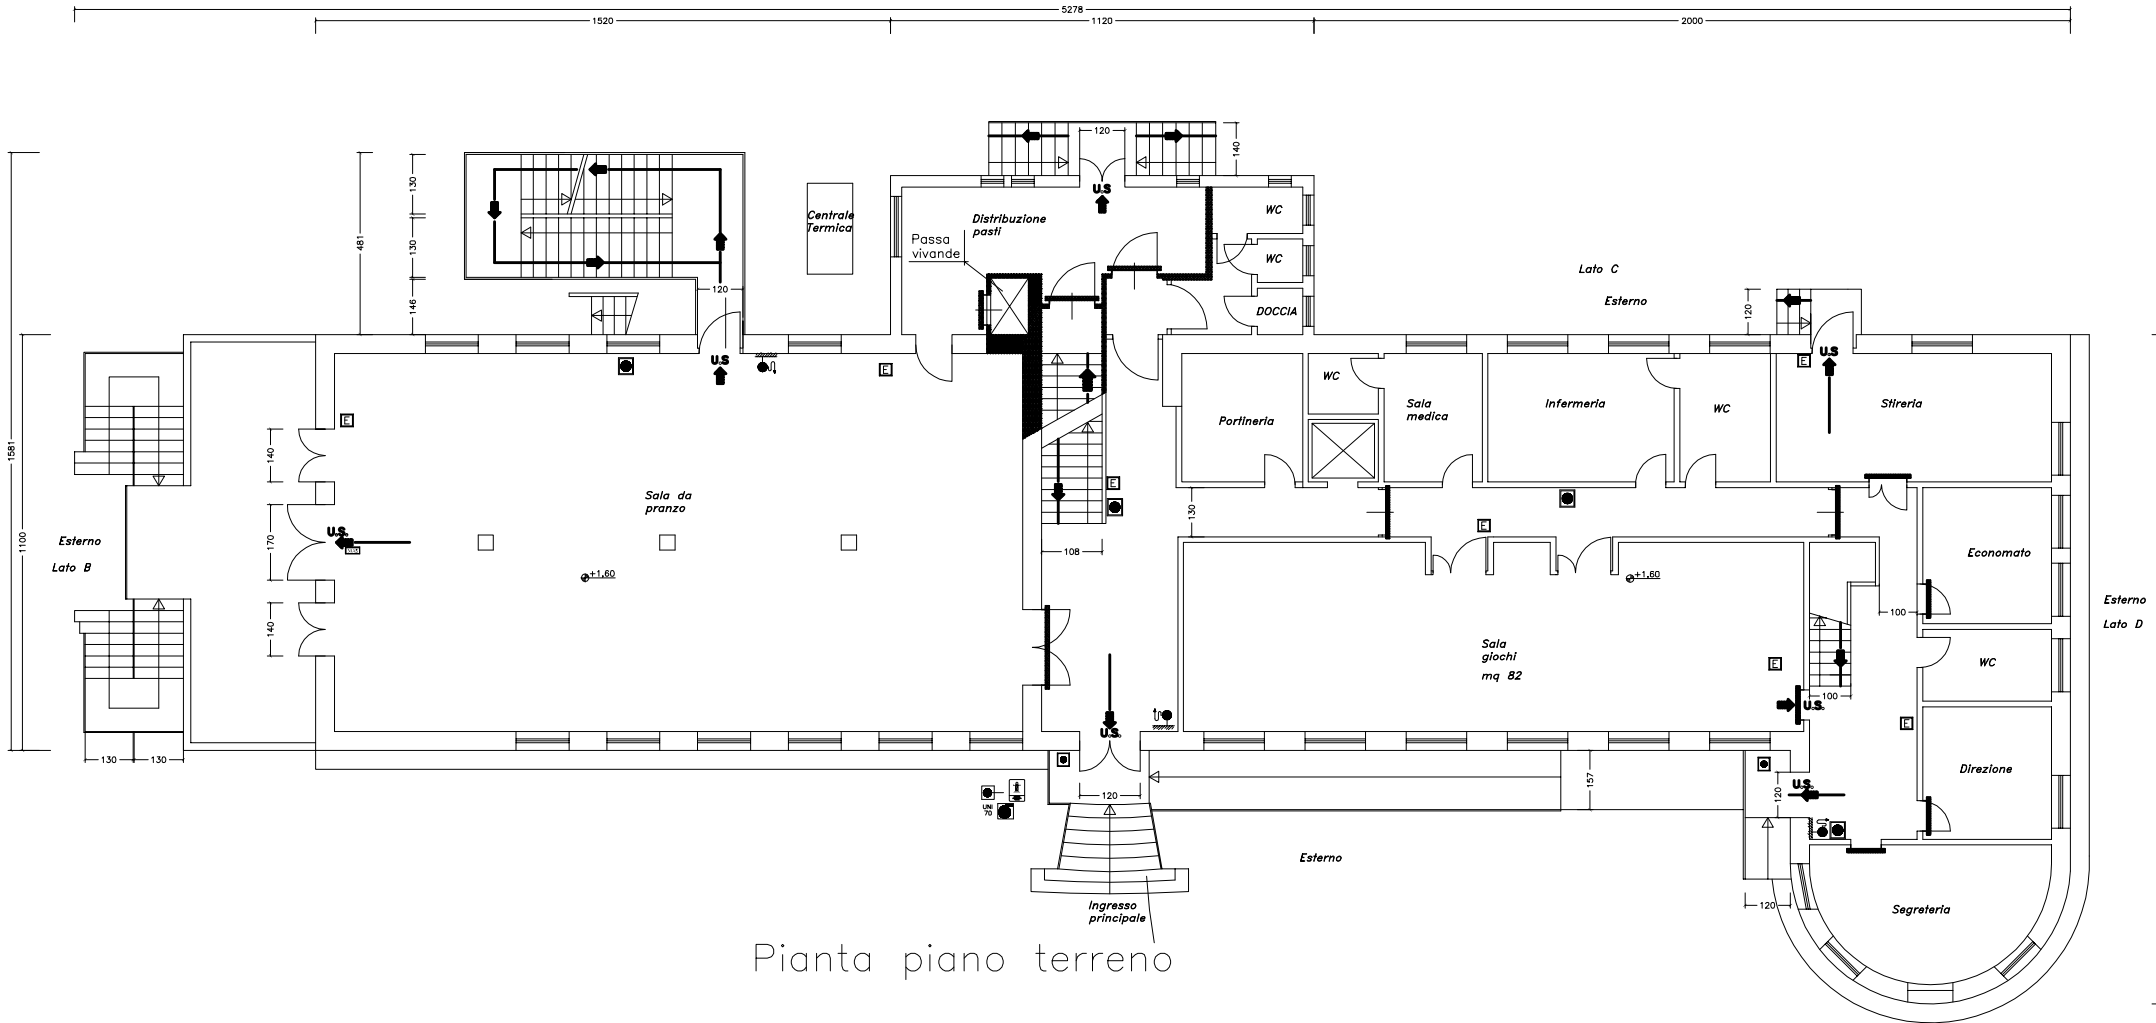 5278
1520
1120
2000
120
140
130
481
130
146
1581
1100
U.S
Centrale
Termica
Distribuzione
pasti
Passa
vivande
WC
WC
DOCCIA
Lato C
Esterno
120
120
U.S
U.S
E
E
E
WC
Portineria
Sala
medica
Infermeria
WC
Stireria
140
170
140
Sala da
pranzo
U.S.
+1,60
Esterno
Lato B
E
130
108
E
+1,60
Economato
100
Esterno
Lato D
Sala
giochi
mq 82
E
WC
100
U.S.
E
U.S.
130
130
Direzione
U.S.
120
120
157
UNI
70
Esterno
Ingresso
principale
120
Segreteria
Pianta piano terreno